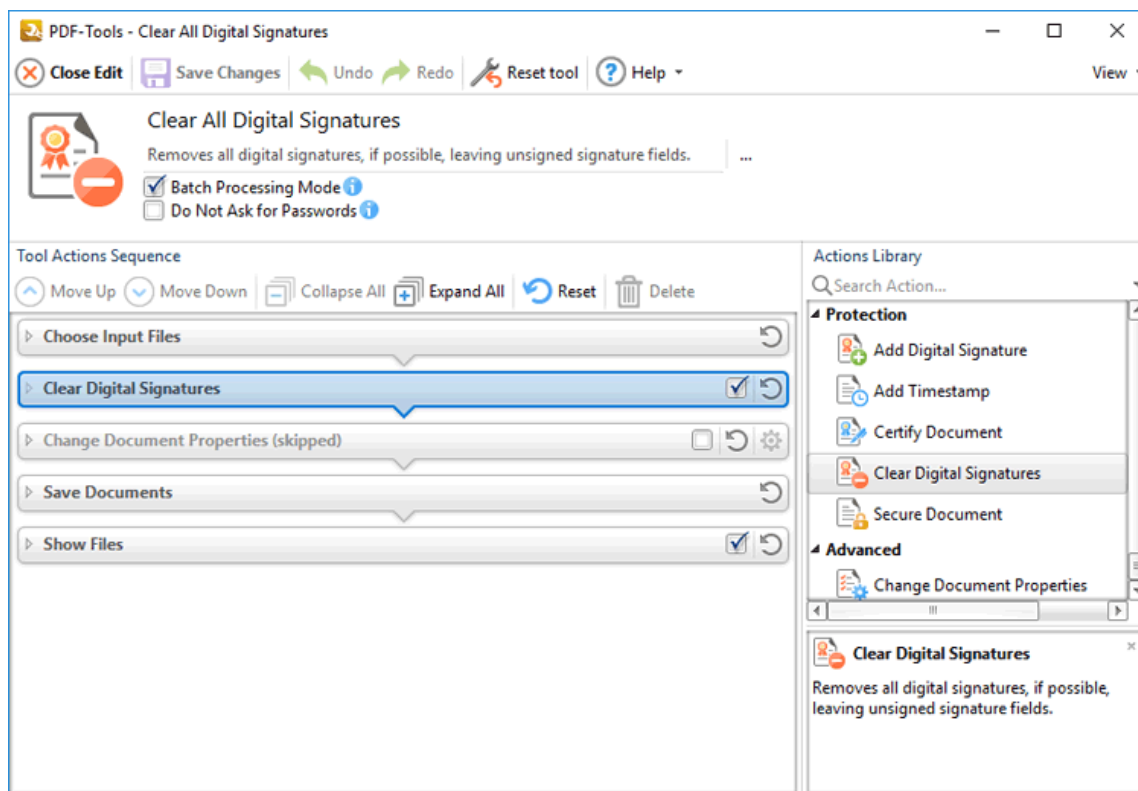 PDF-Tools - Clear All Digital Signatures
Close Edit Save Changes Undo Redo Reset tool Help View
Clear All Digital Signatures
Removes all digital signatures, if possible, leaving unsigned signature fields. ...
Batch Processing Mode
Do Not Ask for Passwords
Tool Actions Sequence
Move Up Move Down Collapse All Expand All Reset Delete
Choose Input Files
Clear Digital Signatures
Change Document Properties (skipped)
Save Documents
Show Files
Actions Library
Search Action...
Protection
Add Digital Signature
Add Timestamp
Certify Document
Clear Digital Signatures
Secure Document
Advanced
Change Document Properties
Clear Digital Signatures
Removes all digital signatures, if possible,
leaving unsigned signature fields.